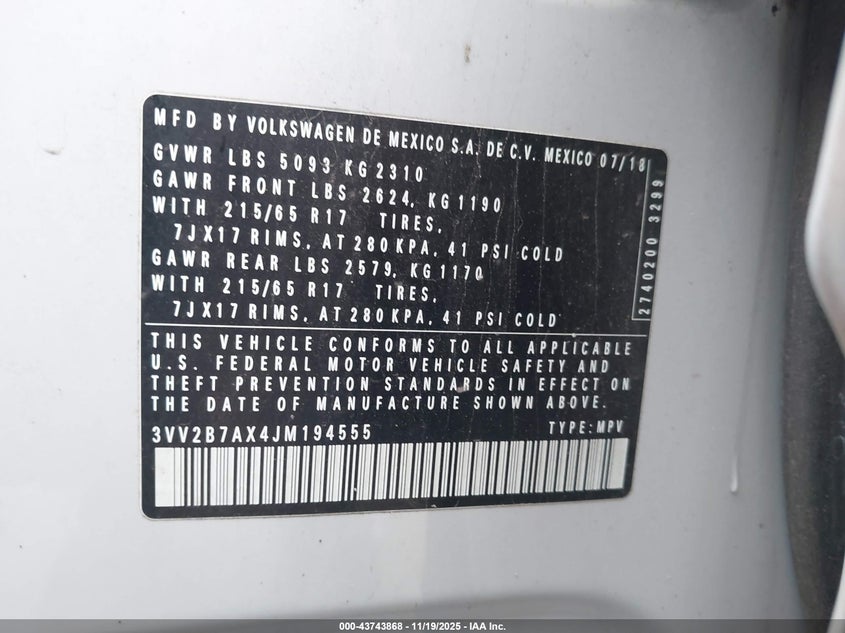 MFD BY VOLKSWAGEN DE MEXICO S.A. DE C.V. MEXICO 07/18
GVWR LBS 5093 KG 2310
GAWR FRONT LBS 2624, KG 1190
WITH 215/65 R17 TIRES,
7JX17 RIMS, AT 280 KPA, 41 PSI COLD
GAWR REAR LBS 2579, KG 1170
WITH 215/65 R17 TIRES,
7JX17 RIMS, AT 280 KPA, 41 PSI COLD
2740200 3299
THIS VEHICLE CONFORMS TO ALL APPLICABLE
U.S. FEDERAL MOTOR VEHICLE SAFETY AND
THEFT PREVENTION STANDARDS IN EFFECT ON
THE DATE OF MANUFACTURE SHOWN ABOVE.
3VV2B7AX4JM194555 TYPE: MPV
000-43743868 - 11/19/2025 - IAA Inc.